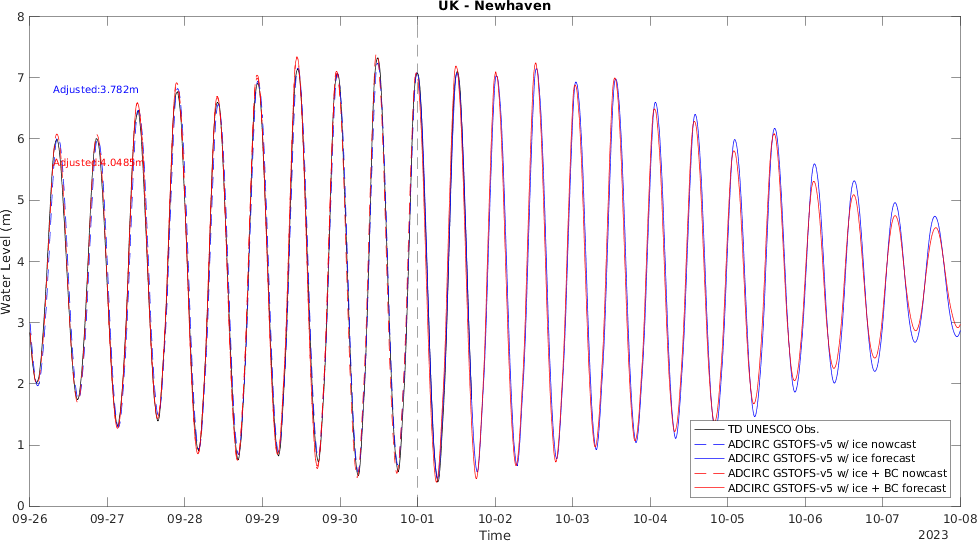 UK - Newhaven
8
7
6
5
4
3
2
1
0
Water Level (m)
Adjusted:3.782m
Adjusted:4.0485m
TD UNESCO Obs.
ADCIRC GSTOFS-v5 w/ ice nowcast
ADCIRC GSTOFS-v5 w/ ice forecast
ADCIRC GSTOFS-v5 w/ ice + BC nowcast
ADCIRC GSTOFS-v5 w/ ice + BC forecast
09-26 09-27 09-28 09-29 09-30 10-01 10-02 10-03 10-04 10-05 10-06 10-07 10-08
Time
2023